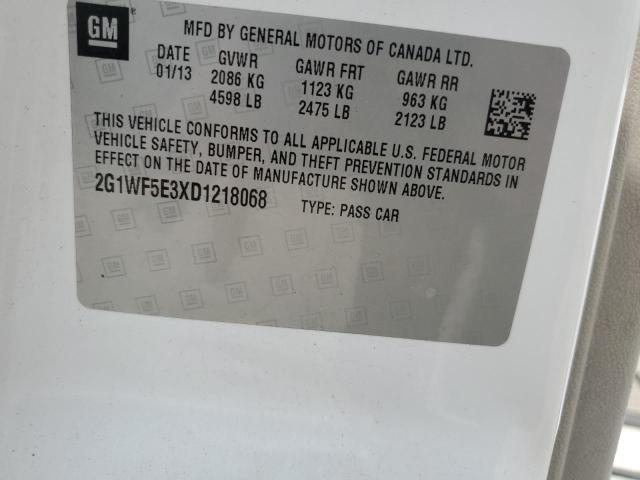 GM
MFD BY GENERAL MOTORS OF CANADA LTD.
DATE GVWR GAWR FRT GAWR RR
01/13 2086 KG 1123 KG 963 KG
4598 LB 2475 LB 2123 LB
THIS VEHICLE CONFORMS TO ALL APPLICABLE U.S. FEDERAL MOTOR
VEHICLE SAFETY, BUMPER, AND THEFT PREVENTION STANDARDS IN
EFFECT ON THE DATE OF MANUFACTURE SHOWN ABOVE.
2G1WF5E3XD1218068 TYPE: PASS CAR